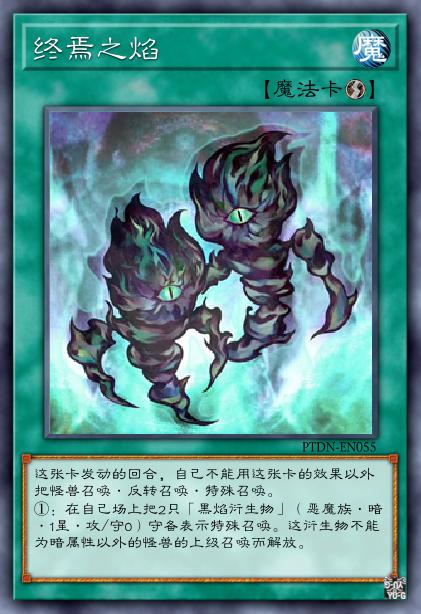 终焉之焰
魔
【魔法卡】
PTDN-EN055
这张卡发动的回合，自己不能用这张卡的效果以外
把怪兽召唤·反转召唤·特殊召唤。
①：在自己场上把2只「黑焰衍生物」（恶魔族·暗
·1星·攻/守0）守备表示特殊召唤。这衍生物不能
为暗属性以外的怪兽的上级召唤而解放。